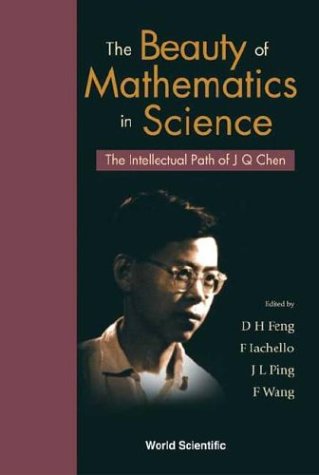 The Beauty of
Mathematics
in Science
The Intellectual Path of J Q Chen
Edited by
D H Feng
F Iachello
J L Ping
F Wang
World Scientific